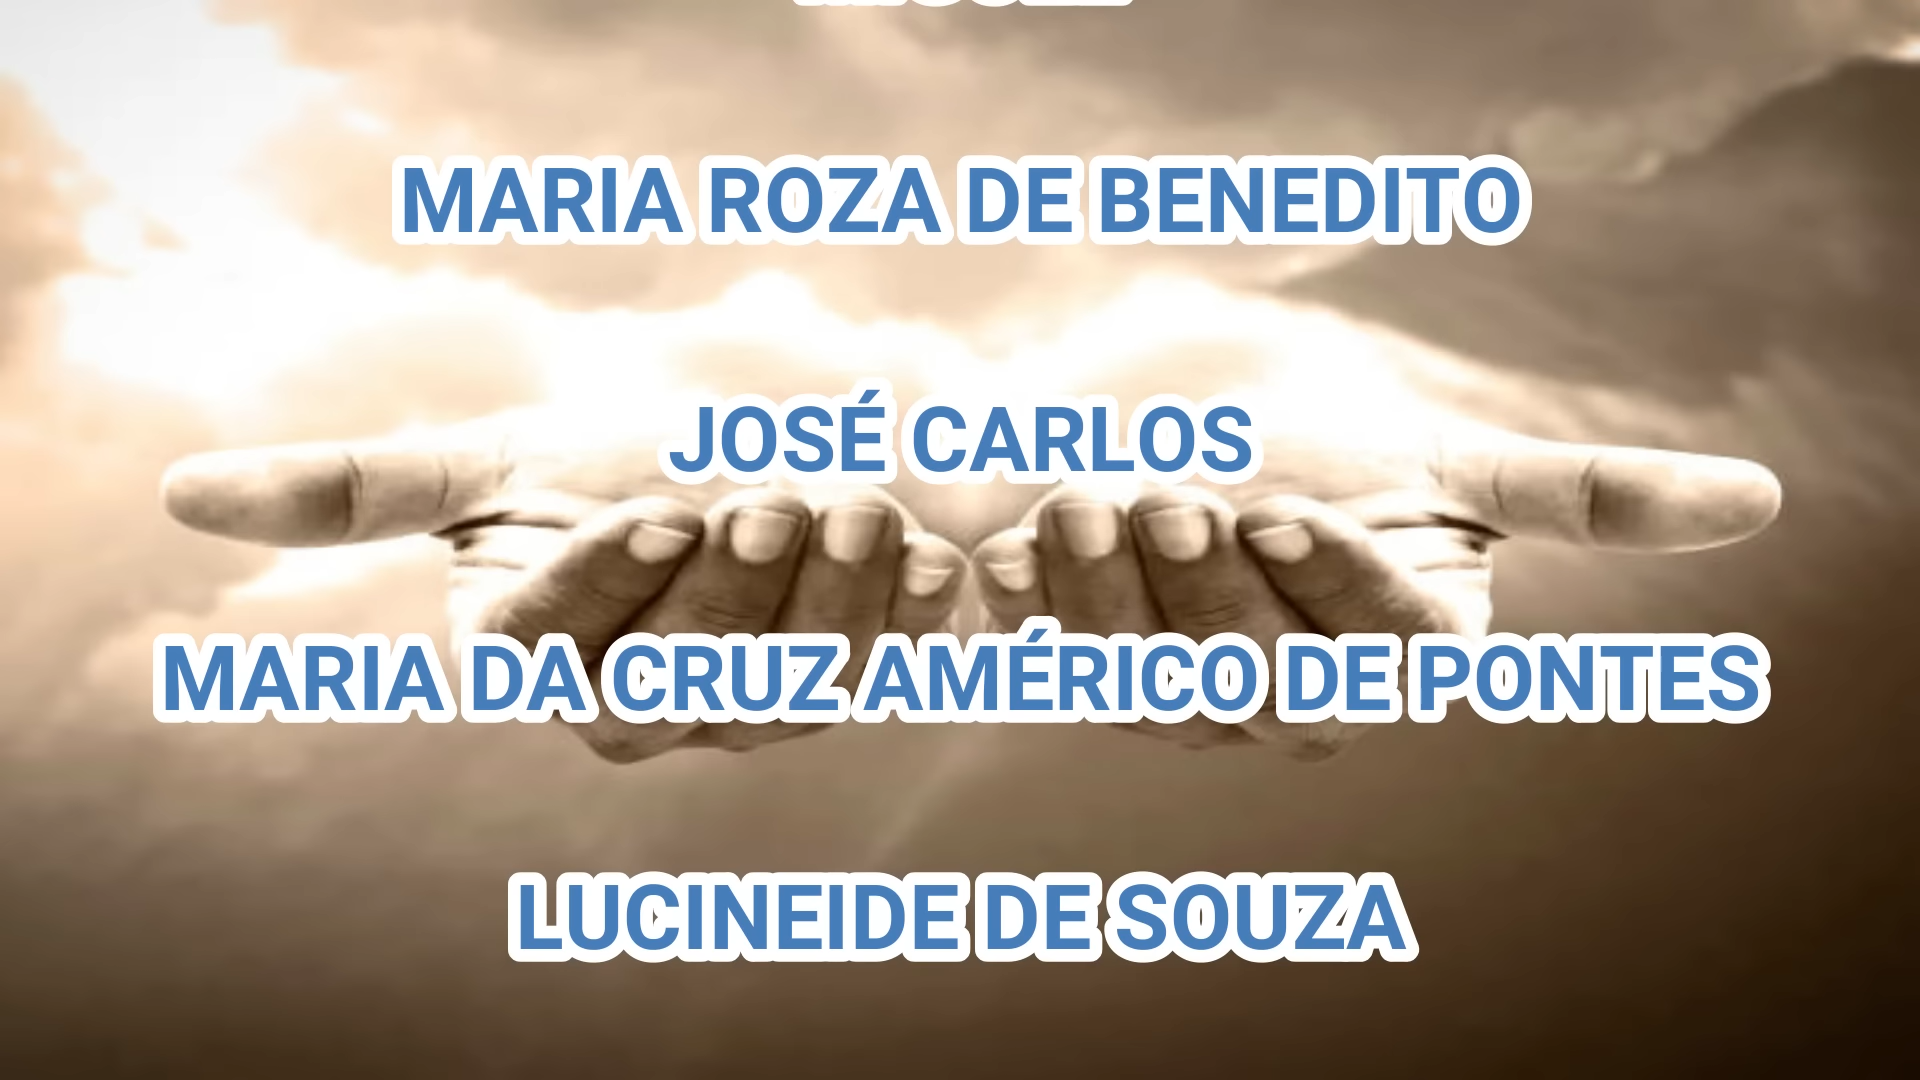 MARIA ROZA DE BENEDITO
JOSÉ CARLOS
MARIA DA CRUZ AMÉRICO DE PONTES
LUCINEIDE DE SOUZA